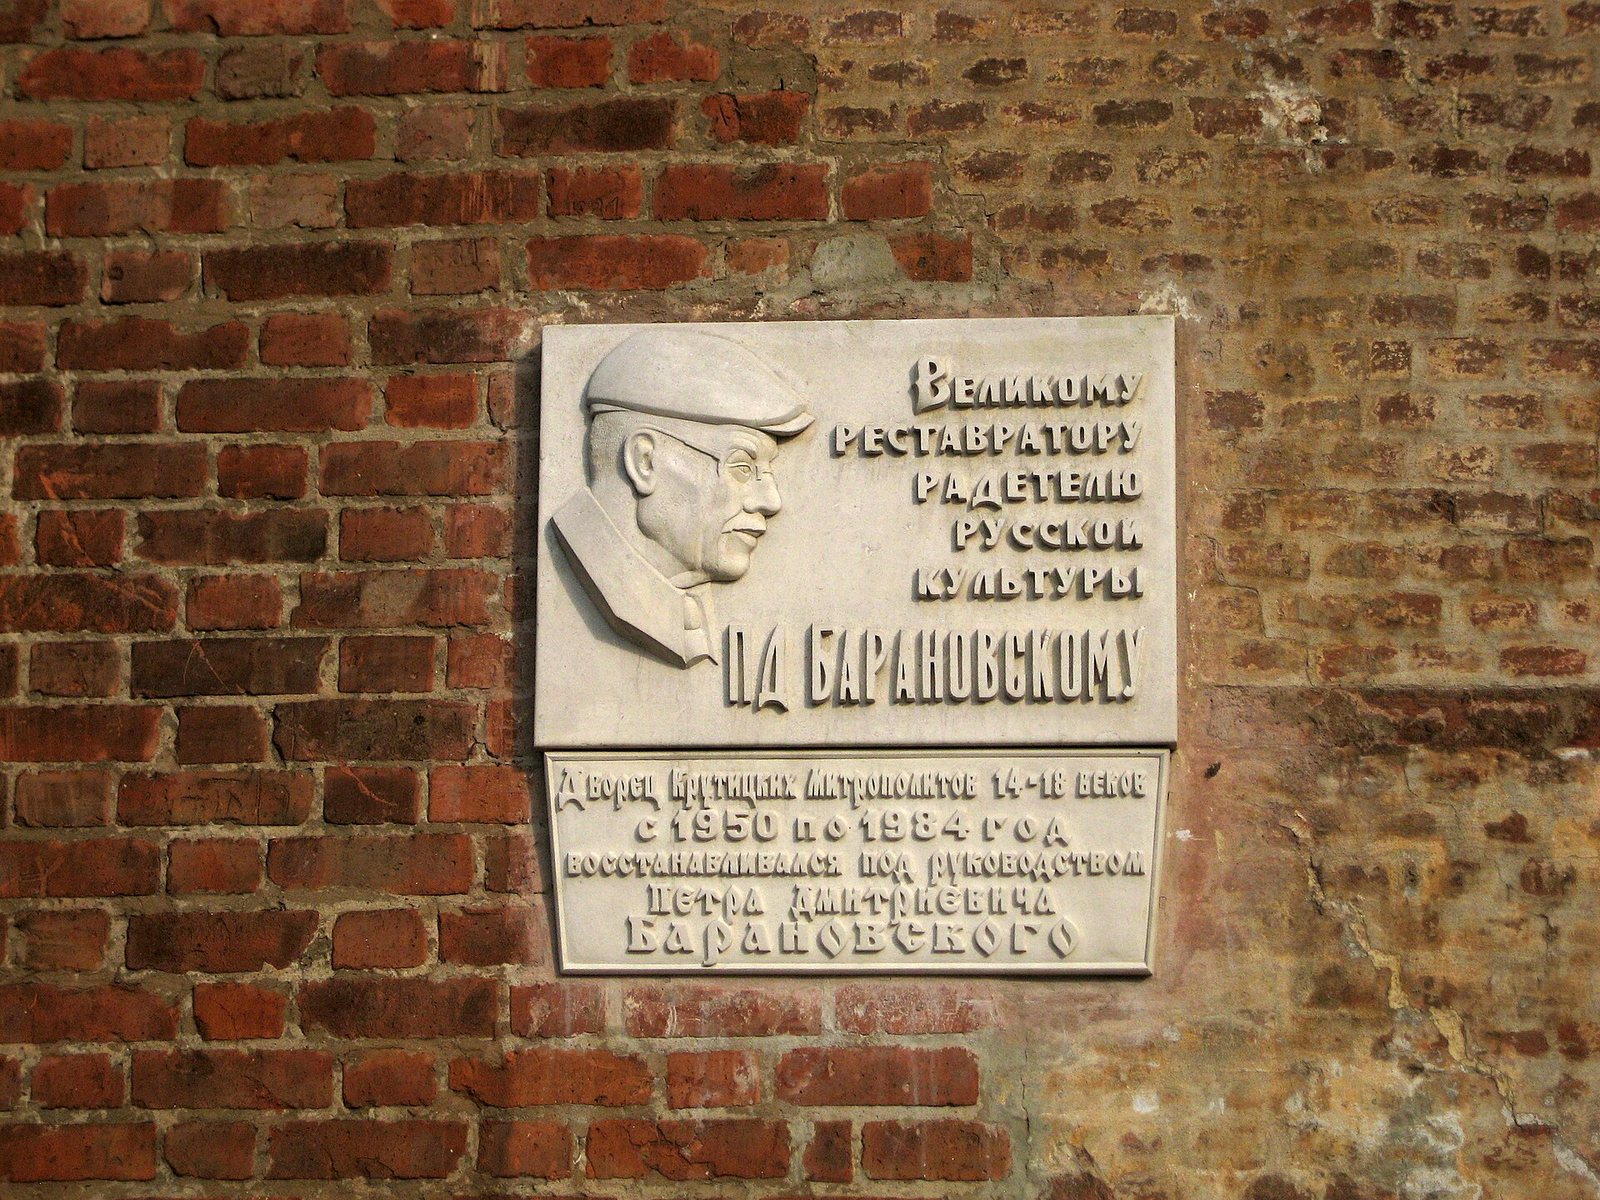 Великому
реставратору
радетелю
русской
культуры
П Д Барановскому
Дворец Крутицких Митрополитов 14-18 веков
с 1950 по 1984 год
восстанавливался под руководством
Петра Дмитриевича
Барановского